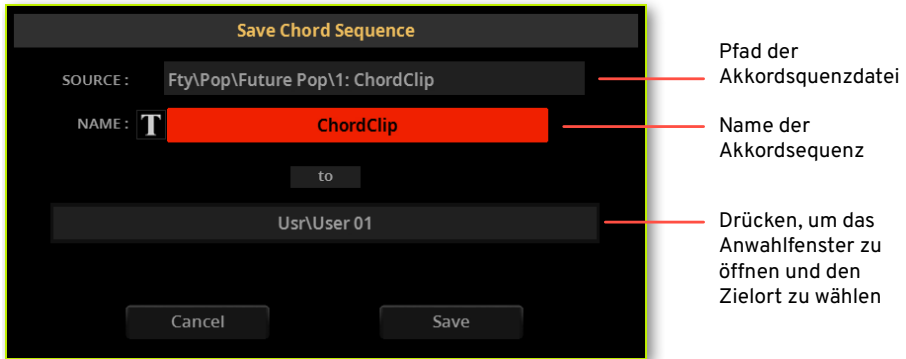 Save Chord Sequence
SOURCE : Fty\Pop\Future Pop\1: ChordClip
Pfad der
Akkordsquenzdatei
NAME : T ChordClip
Name der
Akkordsequenz
to
Usr\User 01
Drücken, um das
Anwahlfenster zu
öffnen und den
Zielort zu wählen
Cancel Save